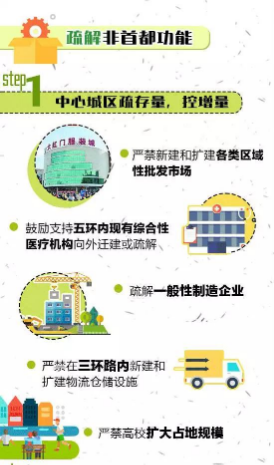 疏解非首都功能
step
1
中心城区疏存量，控增量
严禁新建和扩建各类区域
性批发市场
鼓励支持五环内现有综合性
医疗机构向外迁建或疏解
疏解一般性制造企业
严禁在三环路内新建和
扩建物流仓储设施
严禁高校扩大占地规模